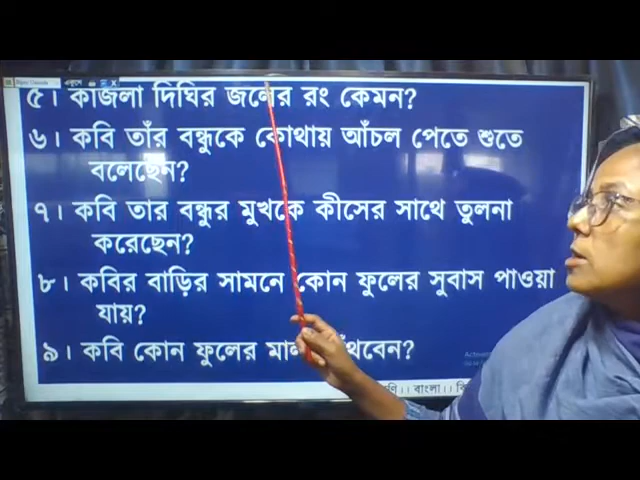 ৫। কাজলা দিঘির জলের রং কেমন?
৬। কবি তাঁর বন্ধুকে কোথায় আঁচল পেতে শুতে
বলেছেন?
৭। কবি তার বন্ধুর মুখকে কীসের সাথে তুলনা
করেছেন?
৮। কবির বাড়ির সামনে কোন ফুলের সুবাস পাওয়া
যায়?
৯। কবি কোন ফুলের গাঁথবেন?
বাংলা